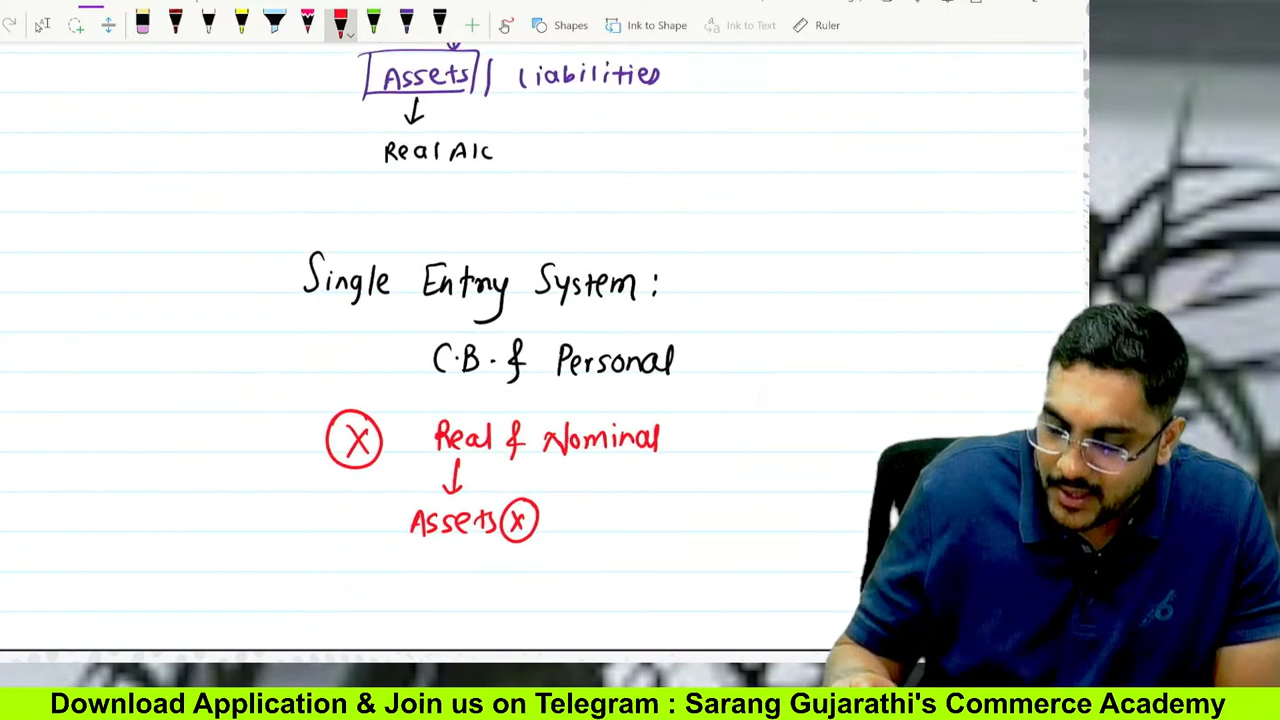 Shapes Ink to Shape Ink to Text Ruler
Assets / Liabilities
Real A/c
Single Entry System :
C.B. & Personal
X Real & Nominal
Assets X
Download Application & Join us on Telegram : Sarang Gujarathi's Commerce Academy